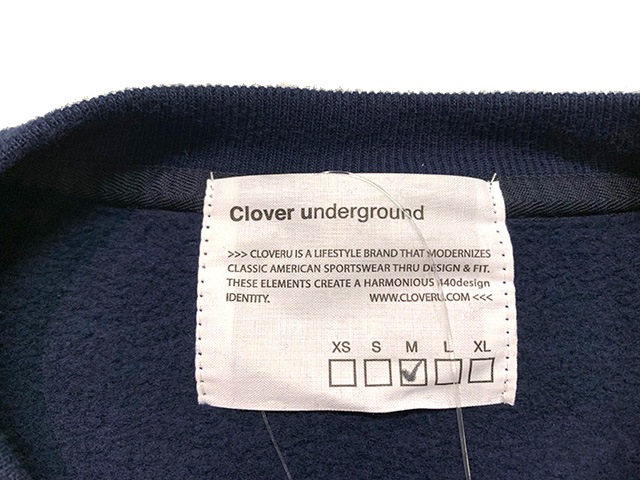 Clover underground
>>> CLOVERU IS A LIFESTYLE BRAND THAT MODERNIZES
CLASSIC AMERICAN SPORTSWEAR THRU DESIGN & FIT.
THESE ELEMENTS CREATE A HARMONIOUS 440design
IDENTITY. WWW.CLOVERU.COM <<<
XS S M L XL